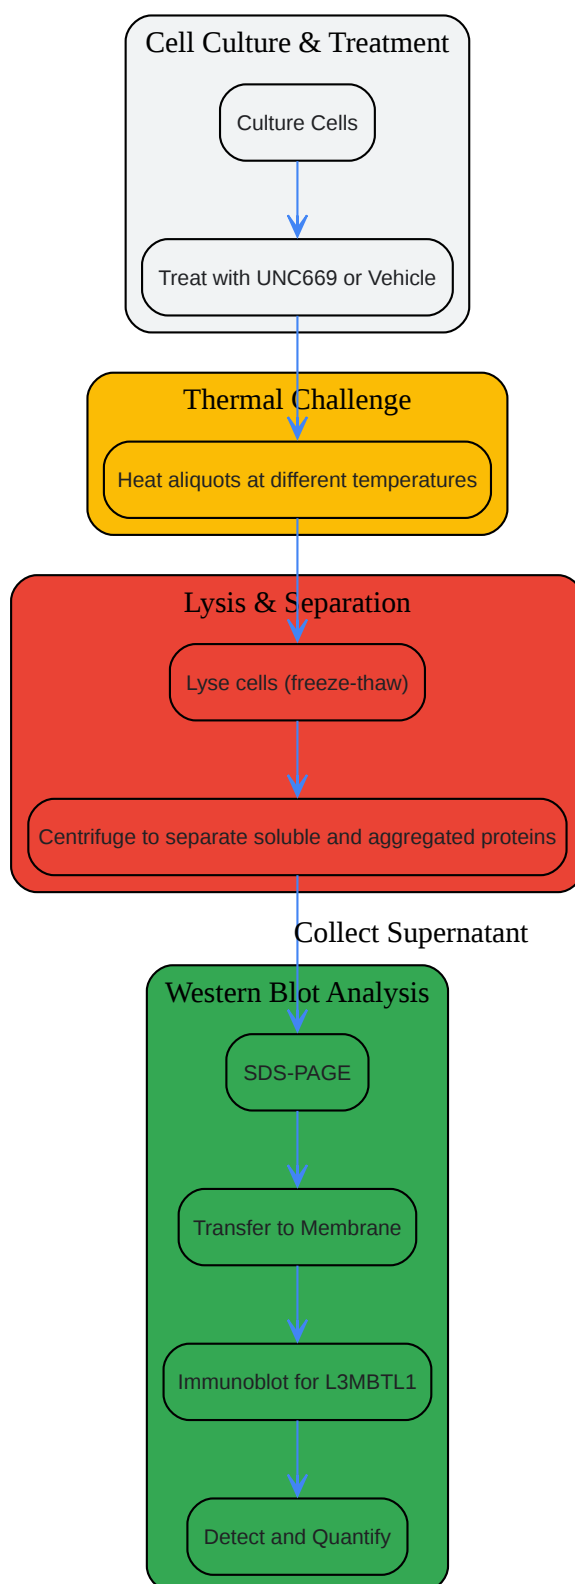 Cell Culture & Treatment
Culture Cells
Treat with UNC669 or Vehicle
Thermal Challenge
Heat aliquots at different temperatures
Lysis & Separation
Lyse cells (freeze-thaw)
Centrifuge to separate soluble and aggregated proteins
Collect Supernatant
Western Blot Analysis
SDS-PAGE
Transfer to Membrane
Immunoblot for L3MBTL1
Detect and Quantify